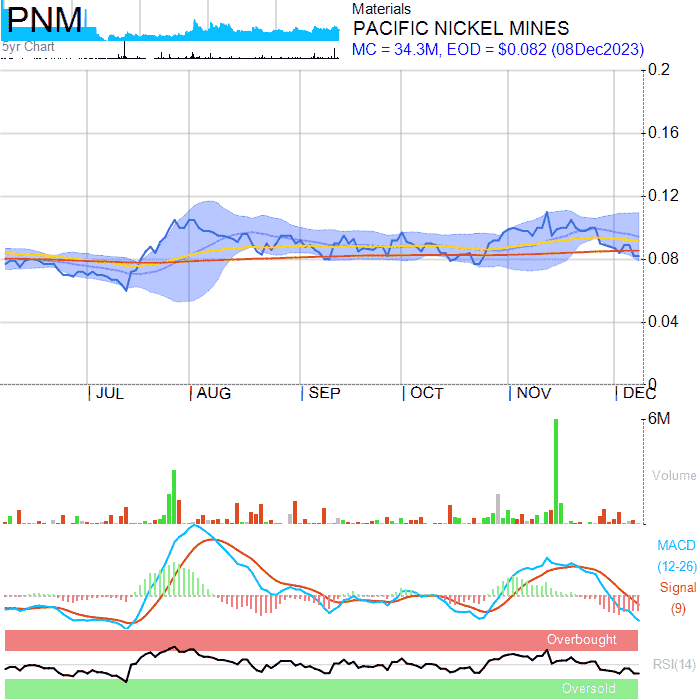 PNM
5yr Chart
Materials
PACIFIC NICKEL MINES
MC = 34.3M, EOD = $0.082 (08Dec2023)
0.2
0.16
0.12
0.08
0.04
0
JUL AUG SEP OCT NOV DEC
6M
Volume
MACD
(12-26)
Signal
(9)
Overbought
RSI(14)
Oversold